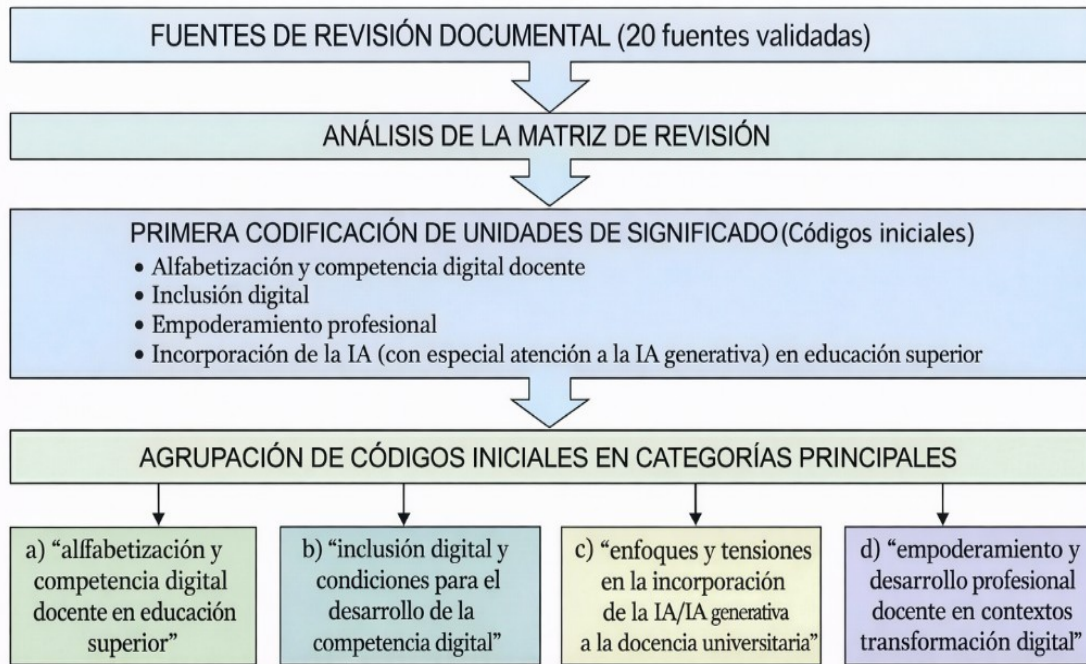 FUENTES DE REVISIÓN DOCUMENTAL (20 fuentes validadas)
ANÁLISIS DE LA MATRIZ DE REVISIÓN
PRIMERA CODIFICACIÓN DE UNIDADES DE SIGNIFICADO (Códigos iniciales)
• Alfabetización y competencia digital docente
• Inclusión digital
• Empoderamiento profesional
• Incorporación de la IA (con especial atención a la IA generativa) en educación superior
AGRUPACIÓN DE CÓDIGOS INICIALES EN CATEGORÍAS PRINCIPALES
a) “alfabetización y
competencia digital
docente en educación
superior”
b) “inclusión digital y
condiciones para el
desarrollo de la
competencia digital”
c) “enfoques y tensiones
en la incorporación
de la IA/IA generativa
a la docencia universitaria”
d) “empoderamiento y
desarrollo profesional
docente en contextos
transformación digital”